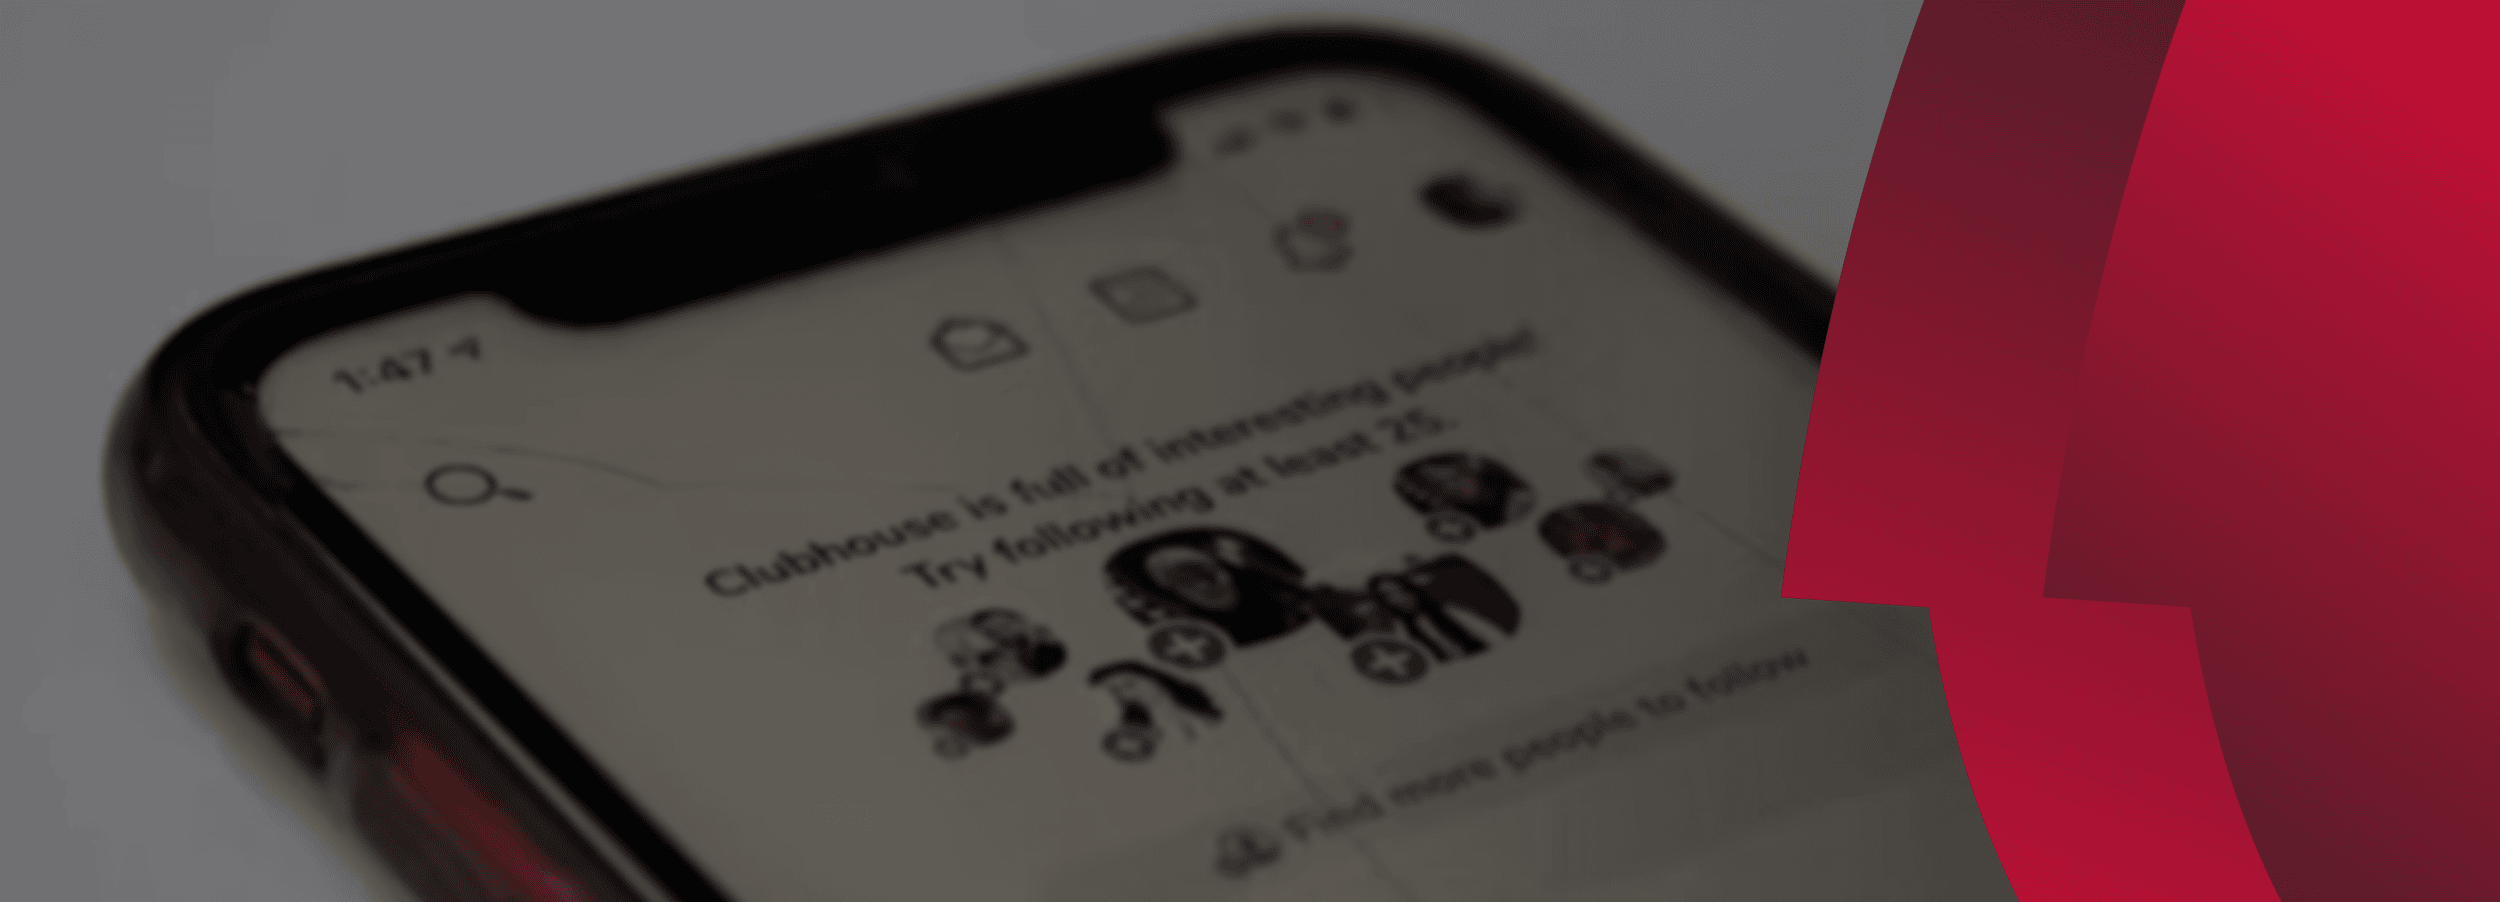 1:47
Clubhouse is full of interesting people!
Try following at least 25.
Find more people to follow